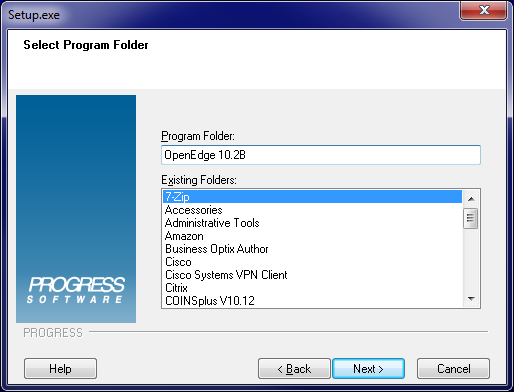 Setup.exe
Select Program Folder
Program Folder:
OpenEdge 10.2B
Existing Folders:
7-Zip
Accessories
Administrative Tools
Amazon
Business Optix Author
Cisco
Cisco Systems VPN Client
Citrix
COINSplus V10.12
PROGRESS
SOFTWARE
PROGRESS
Help
< Back
Next >
Cancel